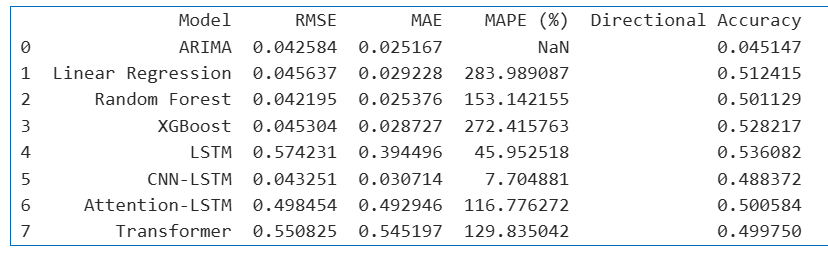 Model RMSE MAE MAPE (%) Directional Accuracy
0 ARIMA 0.042584 0.025167 NaN 0.045147
1 Linear Regression 0.045637 0.029228 283.989087 0.512415
2 Random Forest 0.042195 0.025376 153.142155 0.501129
3 XGBoost 0.045304 0.028727 272.415763 0.528217
4 LSTM 0.574231 0.394496 45.952518 0.536082
5 CNN-LSTM 0.043251 0.030714 7.704881 0.488372
6 Attention-LSTM 0.498454 0.492946 116.776272 0.500584
7 Transformer 0.550825 0.545197 129.835042 0.499750